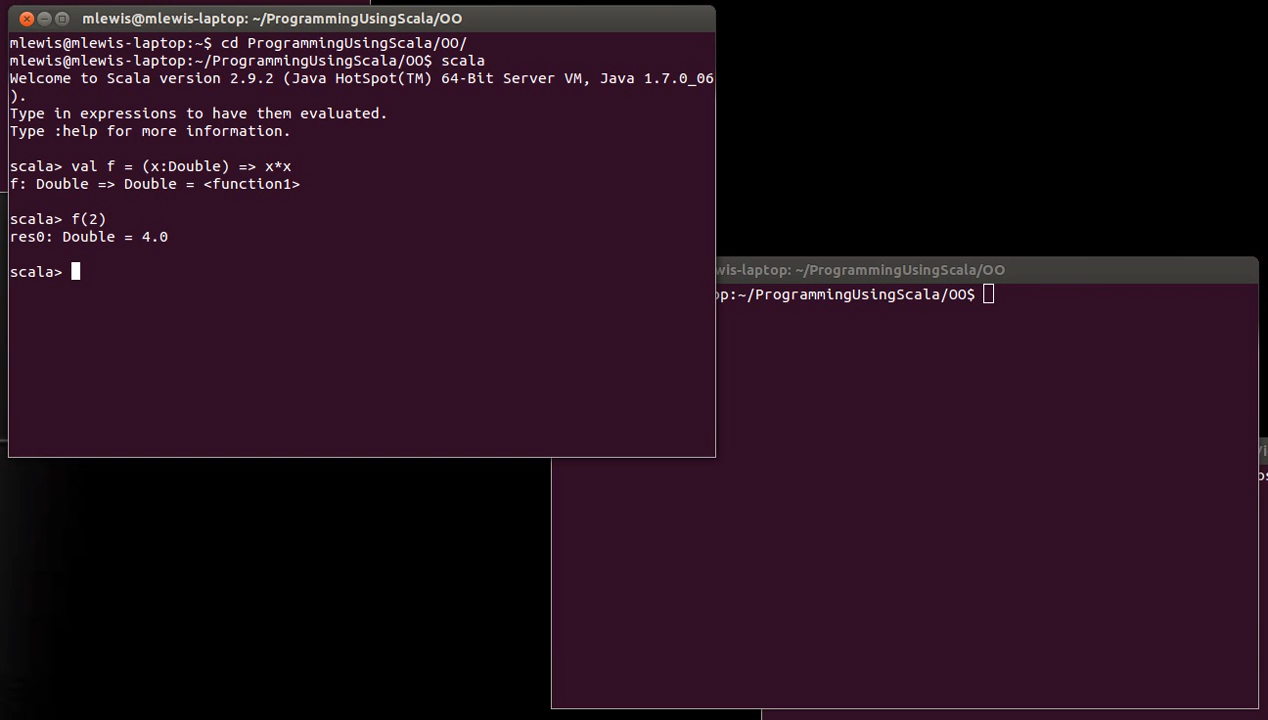 mlewis@mlewis-laptop: ~/ProgrammingUsingScala/OO
mlewis@mlewis-laptop:~$ cd ProgrammingUsingScala/OO/
mlewis@mlewis-laptop:~/ProgrammingUsingScala/OO$ scala
Welcome to Scala version 2.9.2 (Java HotSpot(TM) 64-Bit Server VM, Java 1.7.0_06
).
Type in expressions to have them evaluated.
Type :help for more information.
scala> val f = (x:Double) => x*x
f: Double => Double = <function1>
scala> f(2)
res0: Double = 4.0
scala>
wis-laptop: ~/ProgrammingUsingScala/OO
op:~/ProgrammingUsingScala/OO$